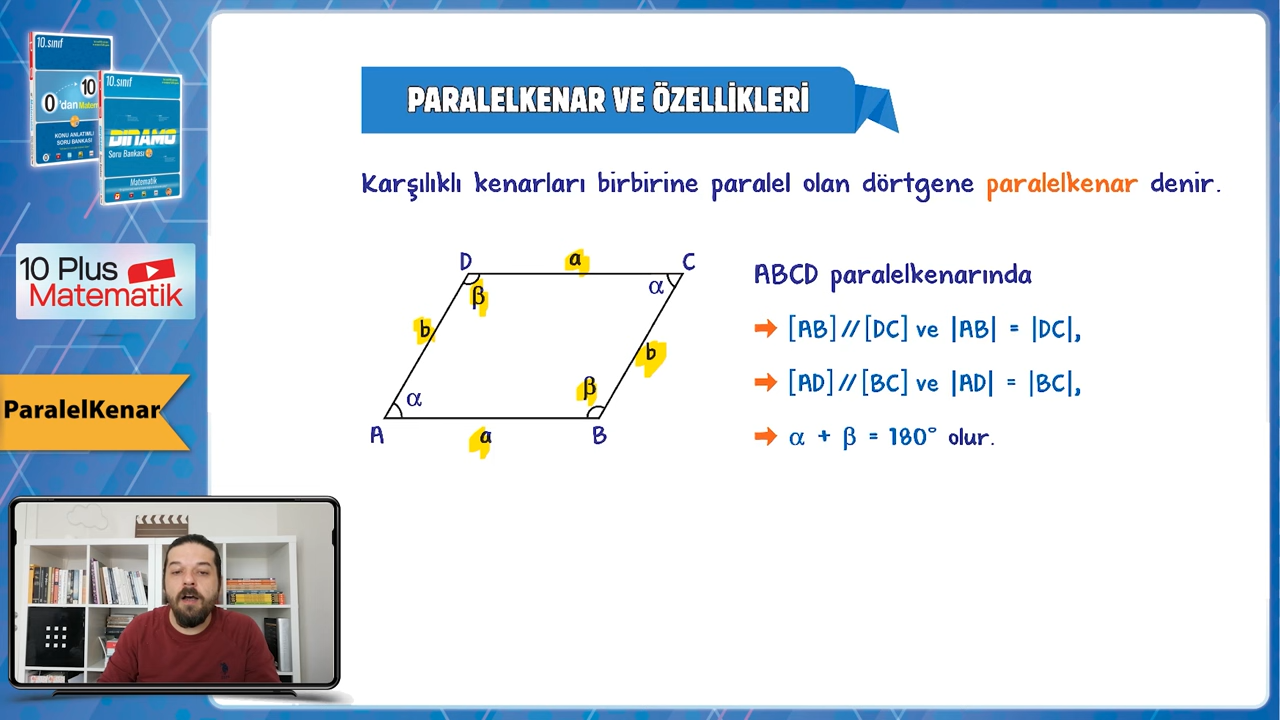 10.sınıf
0'dan 10
Matem
KONU ANLATIMLI
SORU BANKASI
10.sınıf
DINAMO
Soru Bankası
Matematik
10 Plus
Matematik
ParalelKenar
PARALELKENAR VE ÖZELLİKLERİ
Karşılıklı kenarları birbirine paralel olan dörtgene paralelkenar denir.
D a C
β α
b b
α β
A a B
ABCD paralelkenarında
➡ [AB] // [DC] ve |AB| = |DC|,
➡ [AD] // [BC] ve |AD| = |BC|,
➡ α + β = 180° olur.